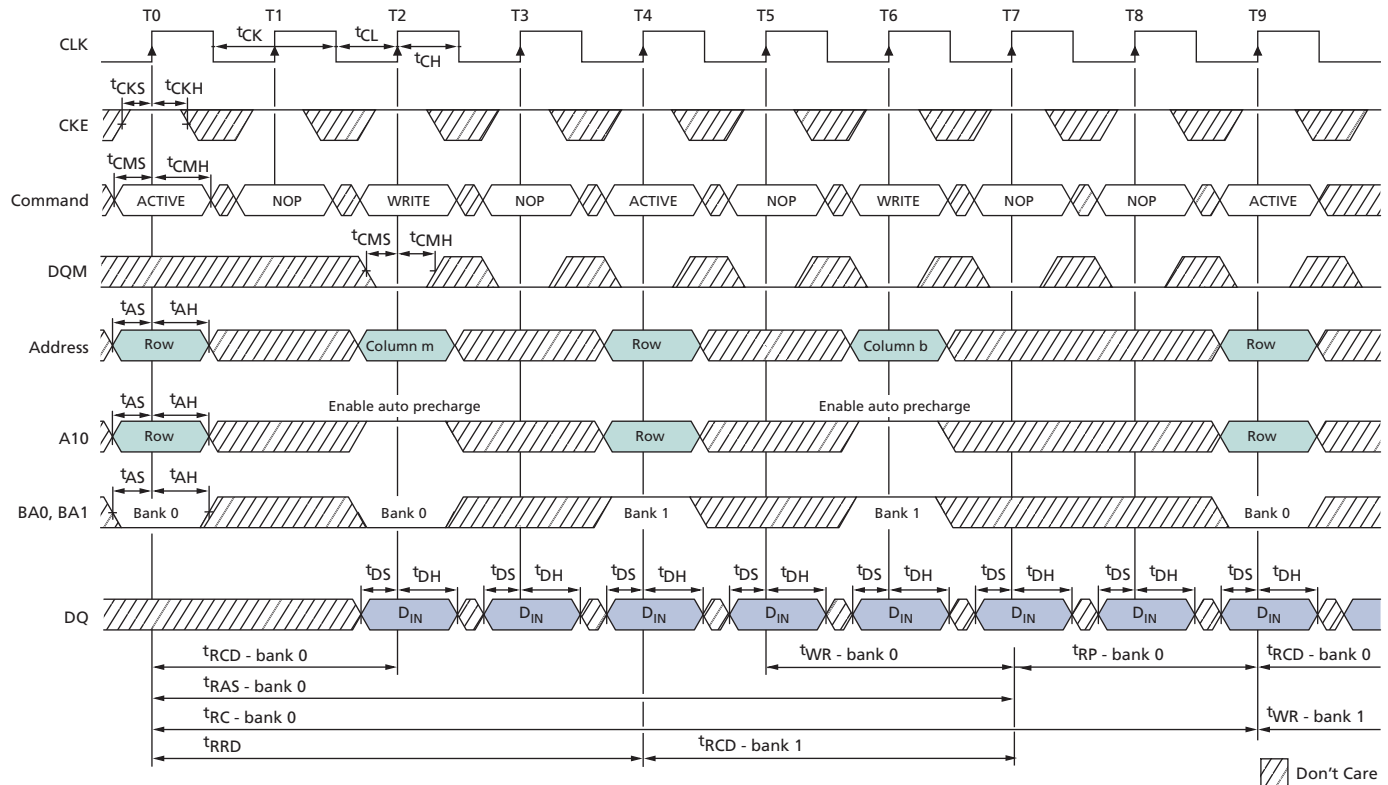 T0 T1 T2 T3 T4 T5 T6 T7 T8 T9
CLK tCK tCL tCH
tCKS tCKH
CKE
tCMS tCMH
Command ACTIVE NOP WRITE NOP ACTIVE NOP WRITE NOP NOP ACTIVE
tCMS tCMH
DQM
tAS tAH
Address Row Column m Row Column b Row
tAS tAH Enable auto precharge Enable auto precharge
A10 Row Row Row
tAS tAH
BA0, BA1 Bank 0 Bank 0 Bank 1 Bank 1 Bank 0
tDS tDH tDS tDH tDS tDH tDS tDH tDS tDH tDS tDH tDS tDH tDS tDH
DQ DIN DIN DIN DIN DIN DIN DIN DIN
tRCD - bank 0 tWR - bank 0 tRP - bank 0 tRCD - bank 0
tRAS - bank 0
tRC - bank 0 tWR - bank 1
tRRD tRCD - bank 1
Don't Care